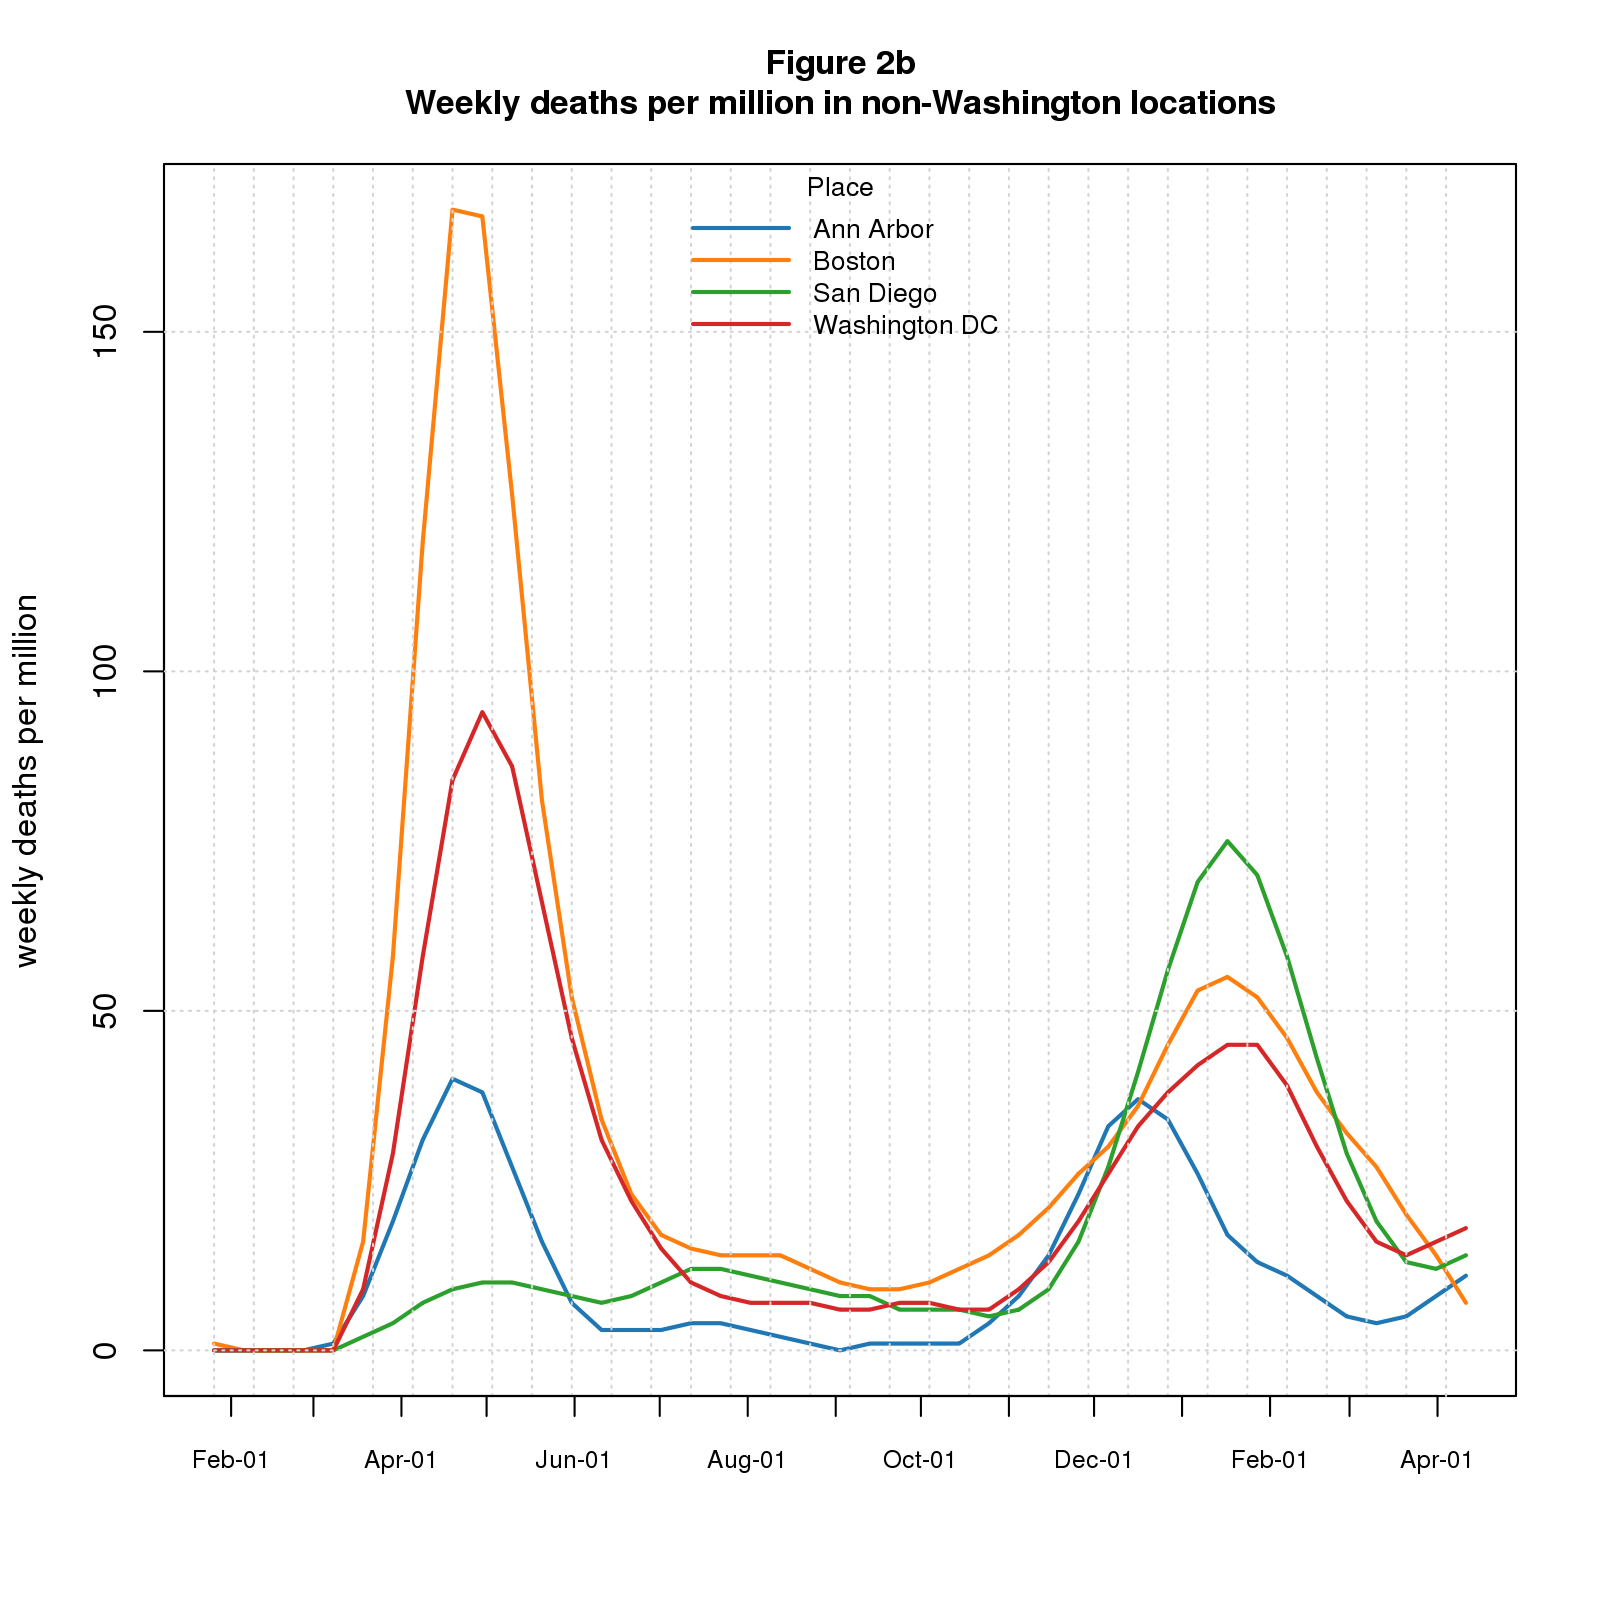 Figure 2b
Weekly deaths per million in non-Washington locations
Place
Ann Arbor
Boston
San Diego
Washington DC
weekly deaths per million
150
100
50
0
Feb-01 Apr-01 Jun-01 Aug-01 Oct-01 Dec-01 Feb-01 Apr-01